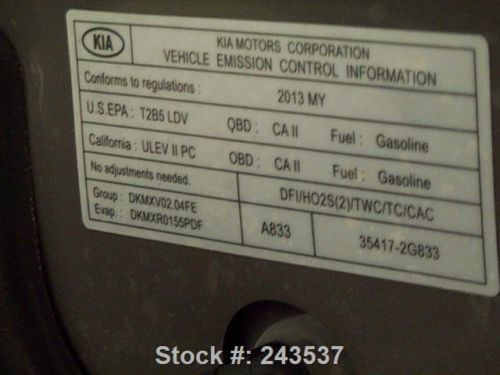 KIA
KIA MOTORS CORPORATION
VEHICLE EMISSION CONTROL INFORMATION
Conforms to regulations : 2013 MY
U.S.EPA : T2B5 LDV OBD : CA II Fuel : Gasoline
California : ULEV II PC OBD : CA II Fuel : Gasoline
No adjustments needed. DFI/HO2S(2)/TWC/TC/CAC
Group : DKMXV02.04FE
Evap. : DKMXR0155PDF
A833 35417-2G833
Stock #: 243537